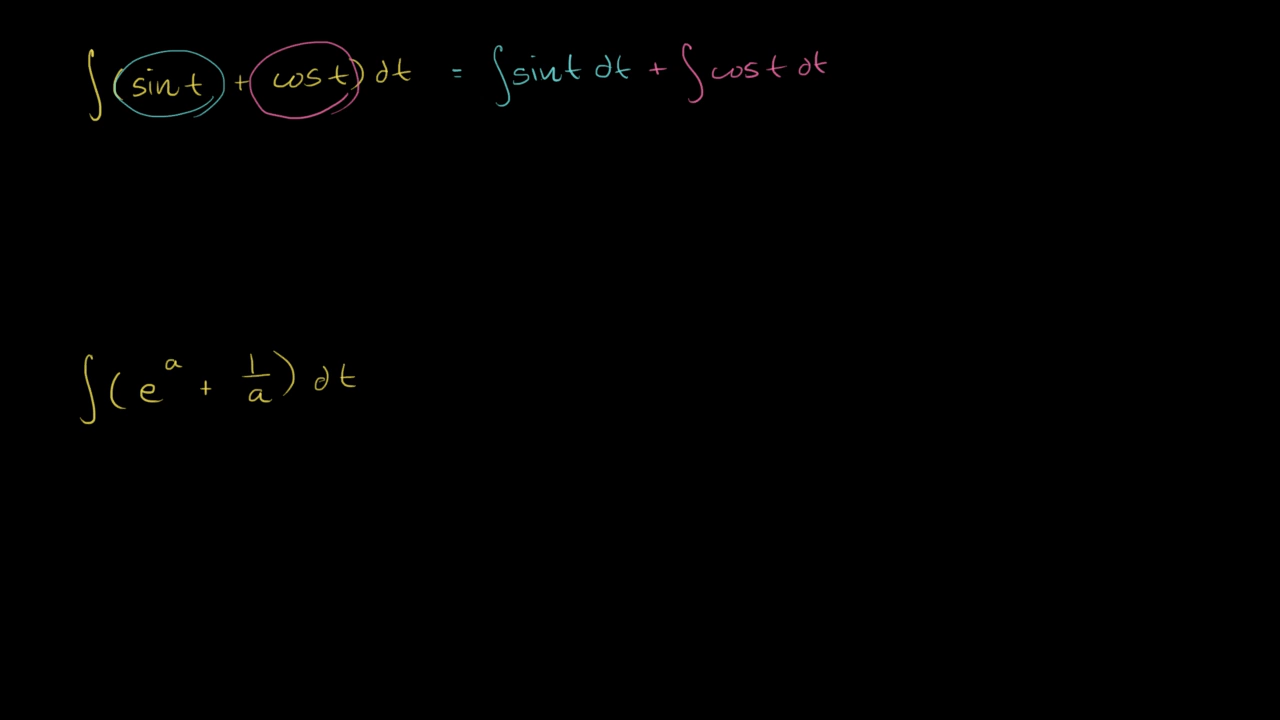 ∫(sin t + cos t) dt = ∫sin t dt + ∫cos t dt
∫(e^a + 1/a) dt